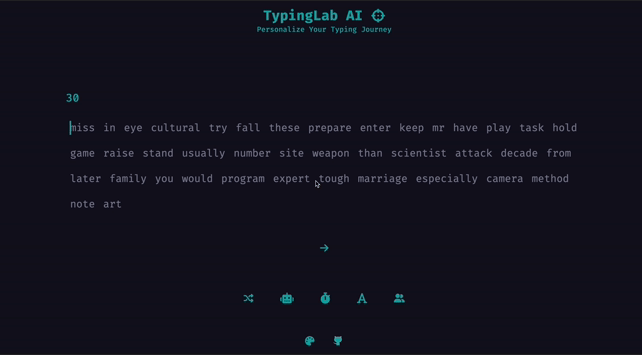 TypingLab AI
Personalize Your Typing Journey
30
miss in eye cultural try fall these prepare enter keep mr have play task hold
game raise stand usually number site weapon than scientist attack decade from
later family you would program expert tough marriage especially camera method
note art